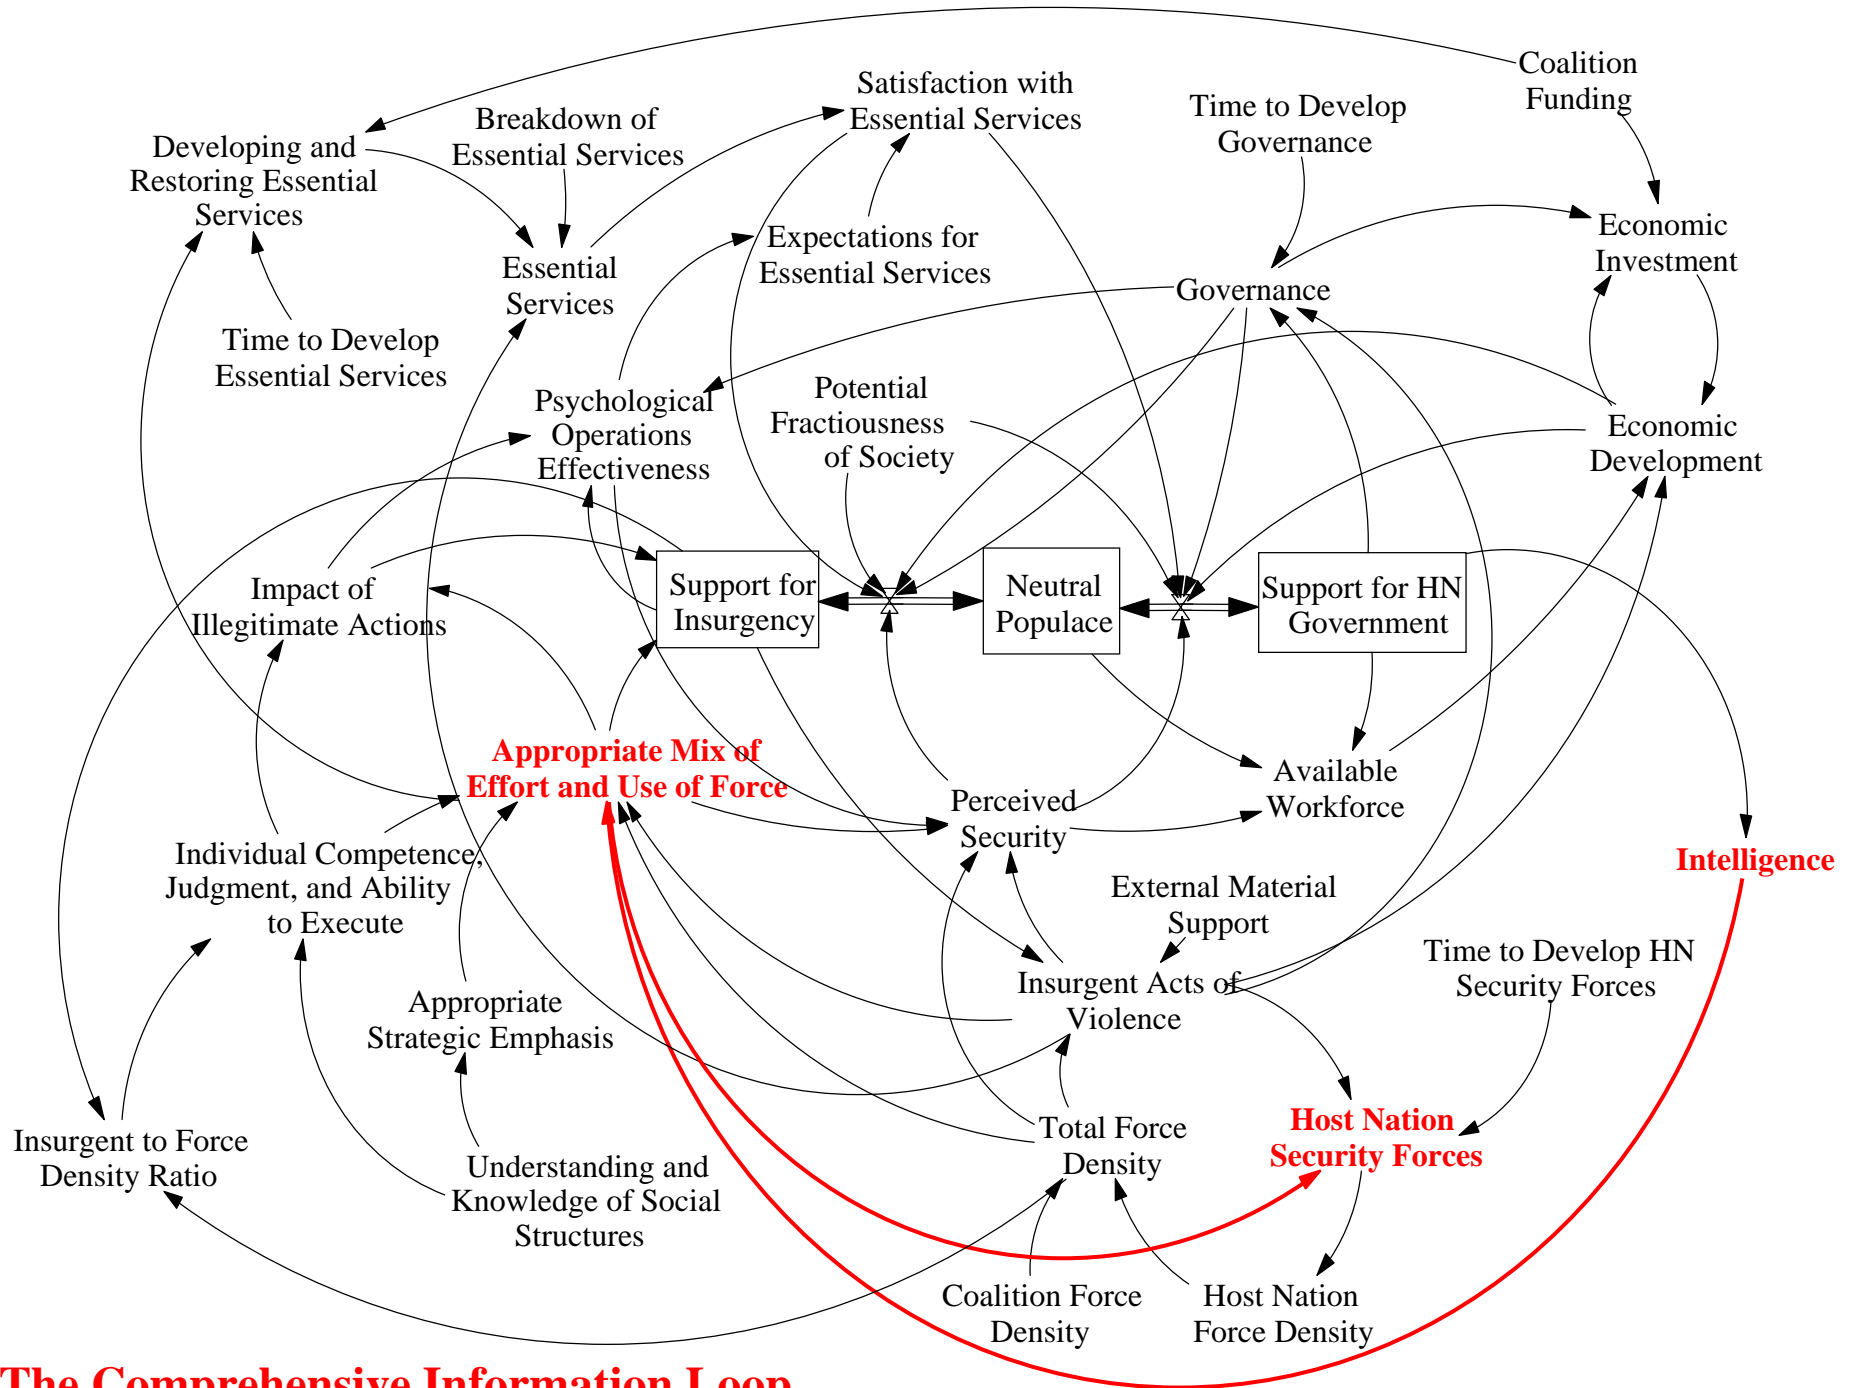 Coalition
Funding
Satisfaction with
Essential Services
Time to Develop
Governance
Breakdown of
Essential Services
Developing and
Restoring Essential
Services
Economic
Investment
Expectations for
Essential Services
Essential
Services
Governance
Time to Develop
Essential Services
Psychological
Operations
Effectiveness
Potential
Fractiousness
of Society
Economic
Development
Impact of
Illegitimate Actions
Support for
Insurgency
Neutral
Populace
Support for HN
Government
Appropriate Mix of
Effort and Use of Force
Perceived
Security
Available
Workforce
Intelligence
Individual Competence,
Judgment, and Ability
to Execute
External Material
Support
Time to Develop HN
Security Forces
Insurgent Acts of
Violence
Appropriate
Strategic Emphasis
Host Nation
Security Forces
Insurgent to Force
Density Ratio
Total Force
Density
Understanding and
Knowledge of Social
Structures
Coalition Force
Density
Host Nation
Force Density
The Comprehensive Information Loop